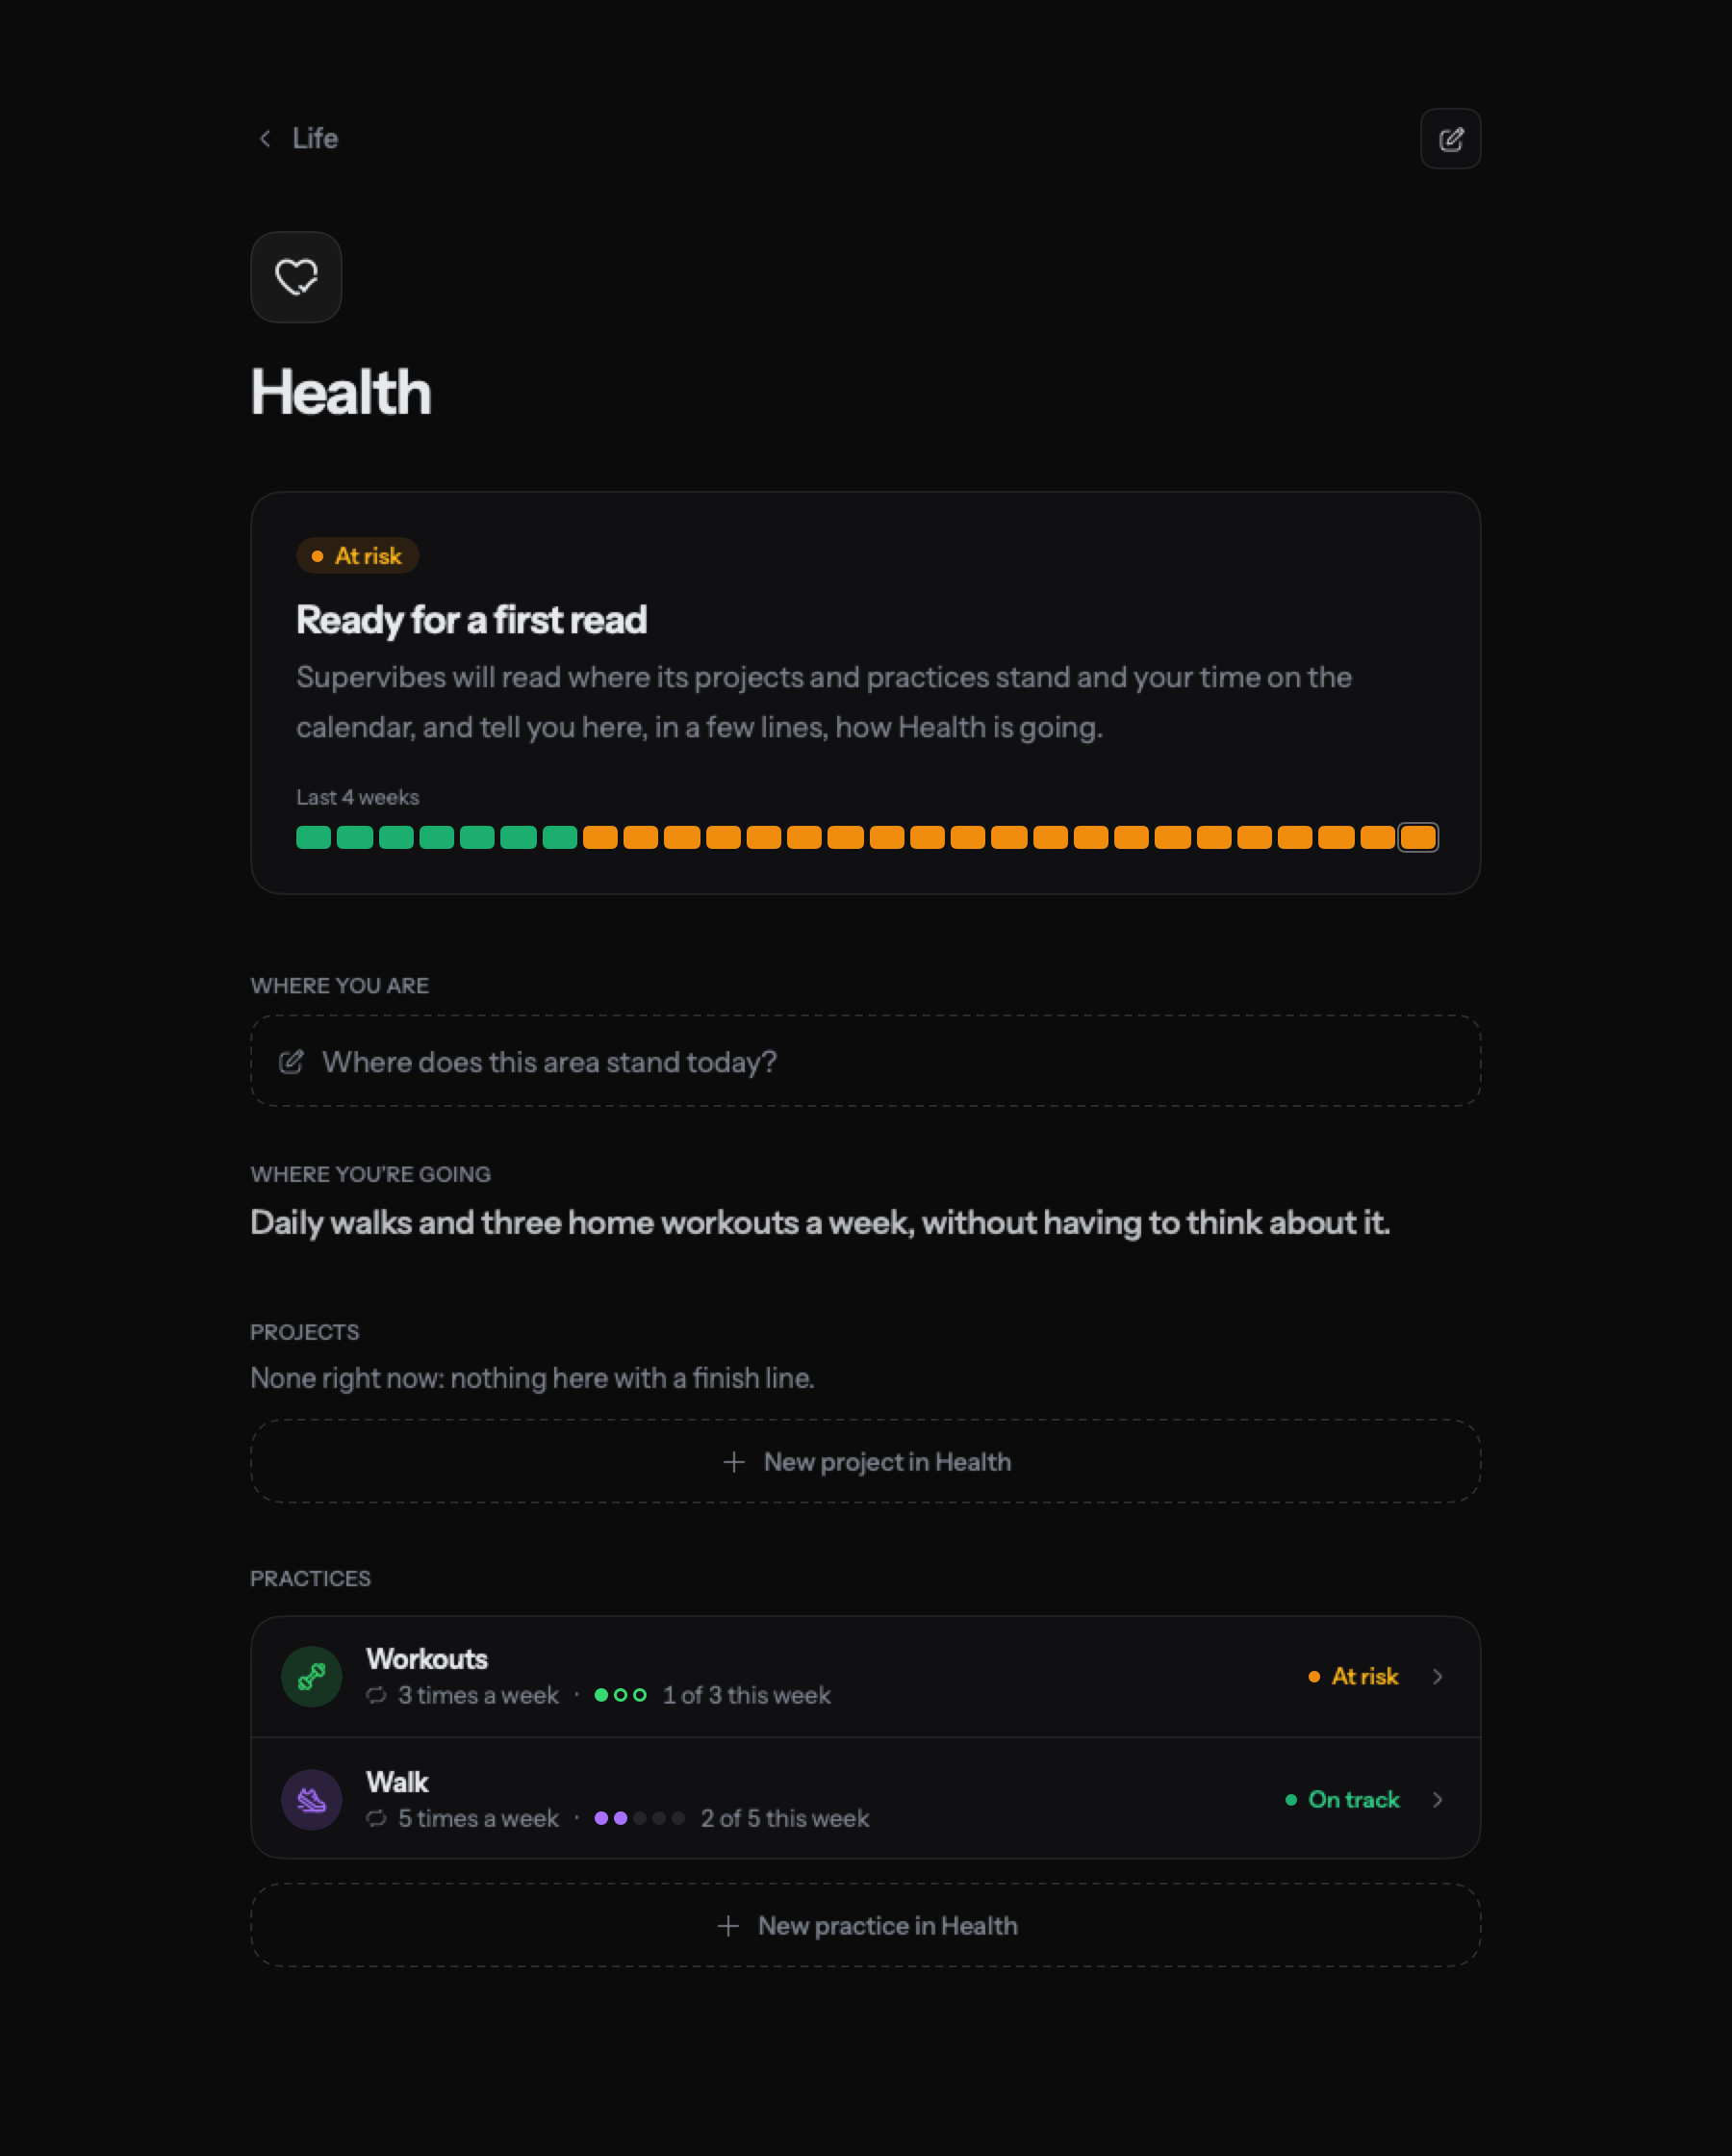 Life
Health
At risk
Ready for a first read
Supervibes will read where its projects and practices stand and your time on the
calendar, and tell you here, in a few lines, how Health is going.
Last 4 weeks
WHERE YOU ARE
Where does this area stand today?
WHERE YOU'RE GOING
Daily walks and three home workouts a week, without having to think about it.
PROJECTS
None right now: nothing here with a finish line.
New project in Health
PRACTICES
Workouts
3 times a week · 1 of 3 this week
At risk
Walk
5 times a week · 2 of 5 this week
On track
New practice in Health